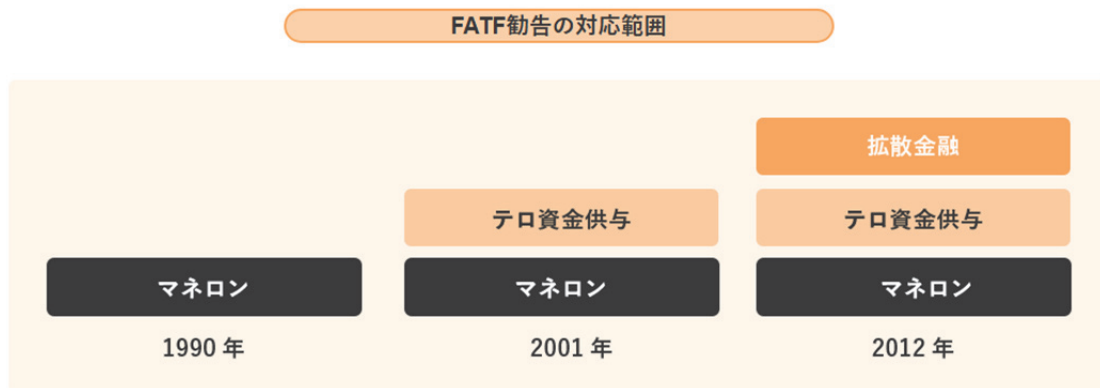 FATF勧告の対応範囲
拡散金融
テロ資金供与
テロ資金供与
マネロン
マネロン
マネロン
1990 年
2001 年
2012 年